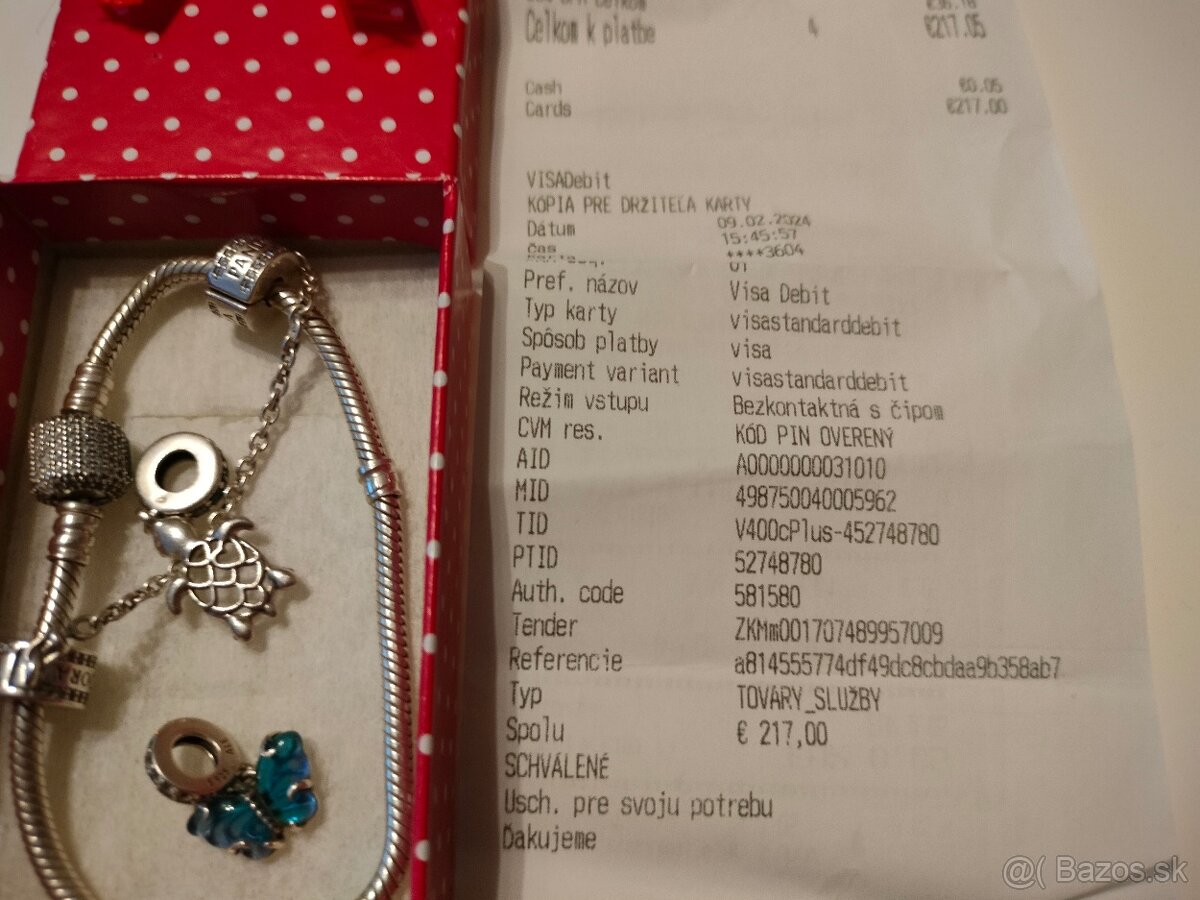 Celkom k platbe 4 €217.05
Cash €0.05
Cards €217.00
VISADebit
KÓPIA PRE DRŽITEĽA KARTY
Dátum 09.02.2024
Čas 15:45:57
****3604
01
Pref. názov Visa Debit
Typ karty visastandarddebit
Spôsob platby visa
Payment variant visastandarddebit
Režim vstupu Bezkontaktná s čipom
CVM res. KÓD PIN OVERENÝ
AID A0000000031010
MID 498750040005962
TID V400cPlus-452748780
PTID 52748780
Auth. code 581580
Tender ZKMm001707489957009
Referencie a814555774df49dc8cbdaa9b358ab7
Typ TOVARY_SLUŽBY
Spolu € 217,00
SCHVÁLENÉ
Usch. pre svoju potrebu
Ďakujeme
@( Bazos.sk